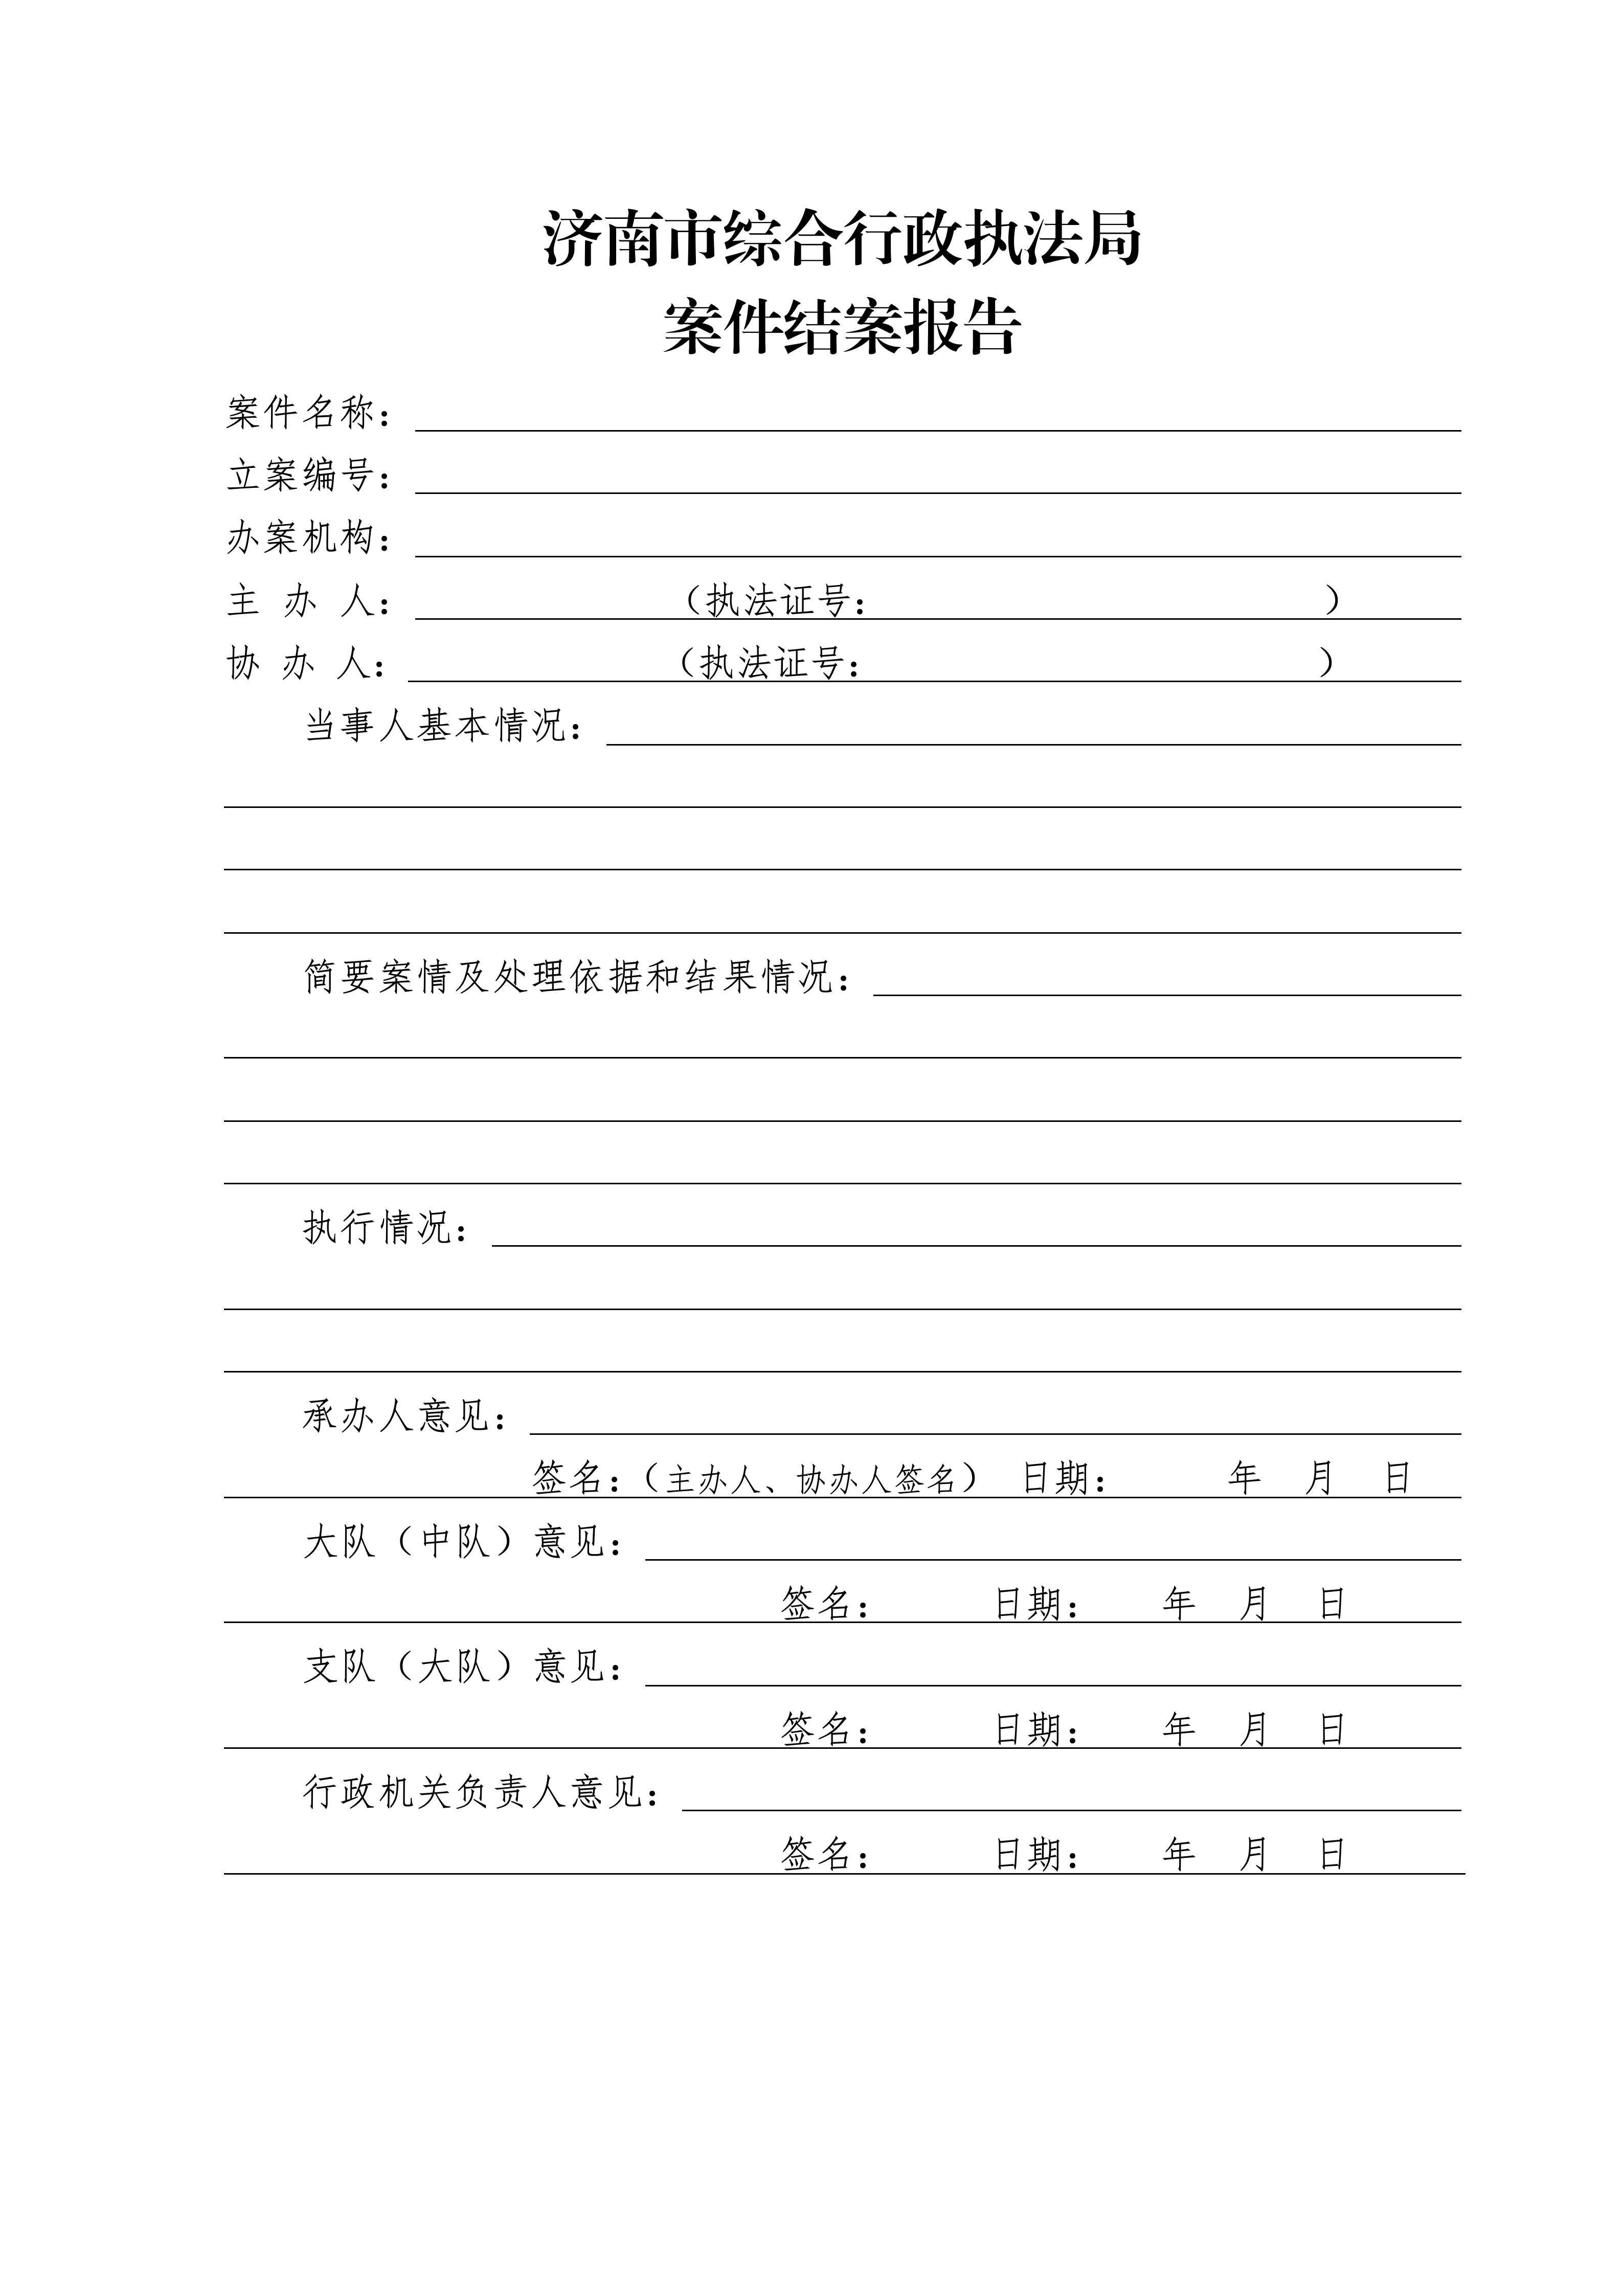 济南市综合行政执法局
案件结案报告
案件名称：
立案编号：
办案机构：
主 办 人： （执法证号： ）
协 办 人： （执法证号： ）
当事人基本情况：
简要案情及处理依据和结果情况：
执行情况：
承办人意见：
签名：（主办人、协办人签名） 日期： 年 月 日
大队（中队）意见：
签名： 日期： 年 月 日
支队（大队）意见：
签名： 日期： 年 月 日
行政机关负责人意见：
签名： 日期： 年 月 日